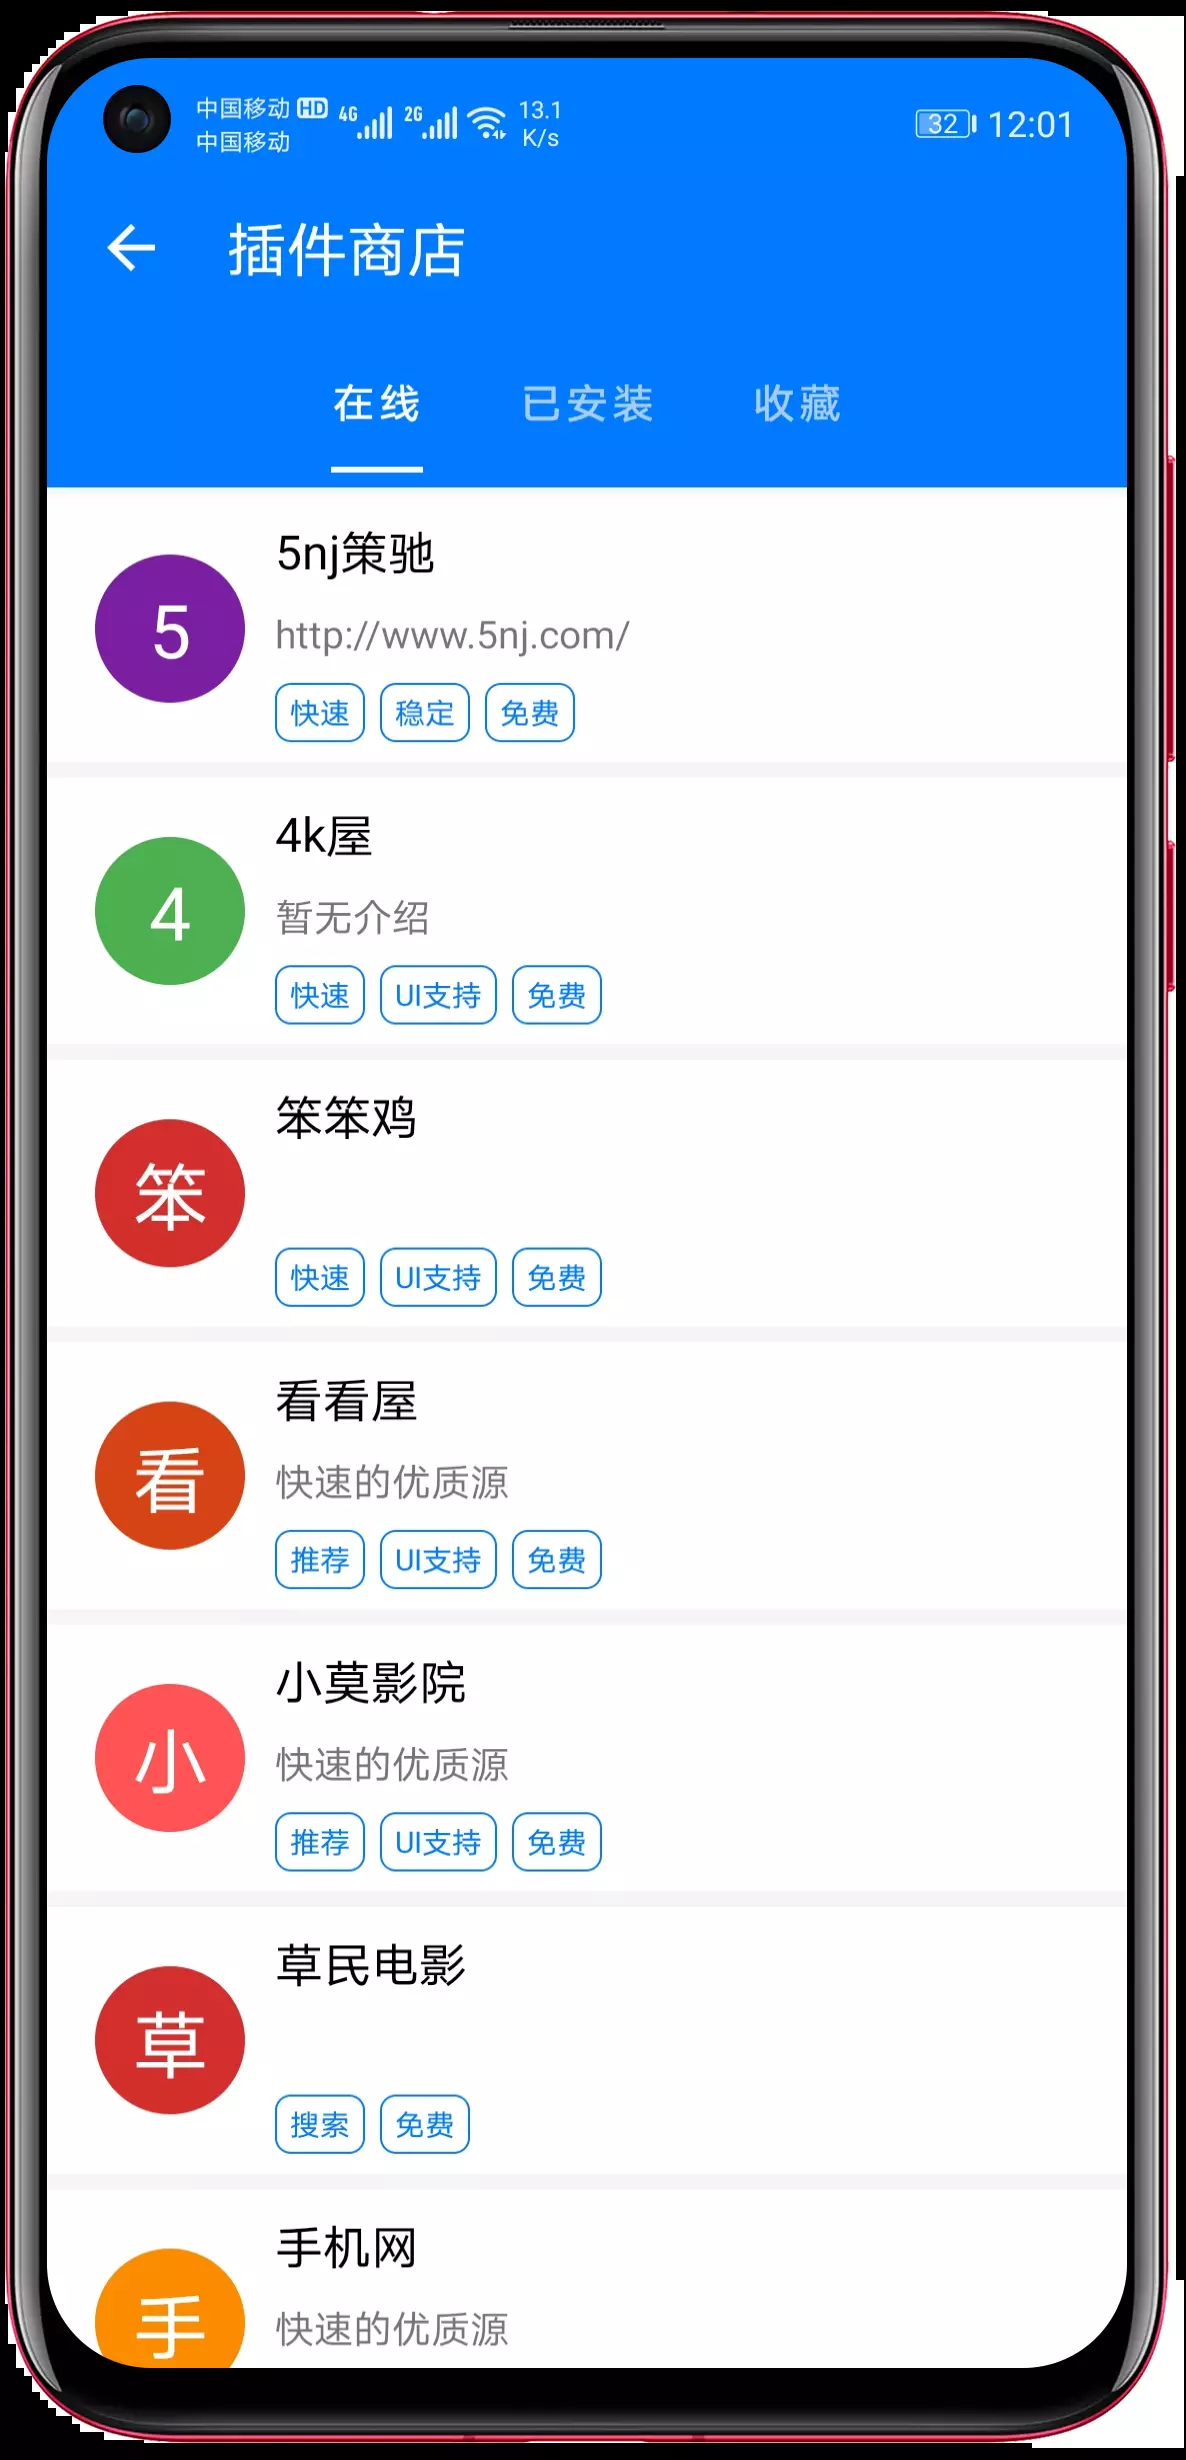 中国移动 HD 4G 2G 13.1 K/s
中国移动
32 12:01
插件商店
在线 已安装 收藏
5
5nj策驰
http://www.5nj.com/
快速 稳定 免费
4
4k屋
暂无介绍
快速 UI支持 免费
笨
笨笨鸡
快速 UI支持 免费
看
看看屋
快速的优质源
推荐 UI支持 免费
小
小莫影院
快速的优质源
推荐 UI支持 免费
草
草民电影
搜索 免费
手
手机网
快速的优质源